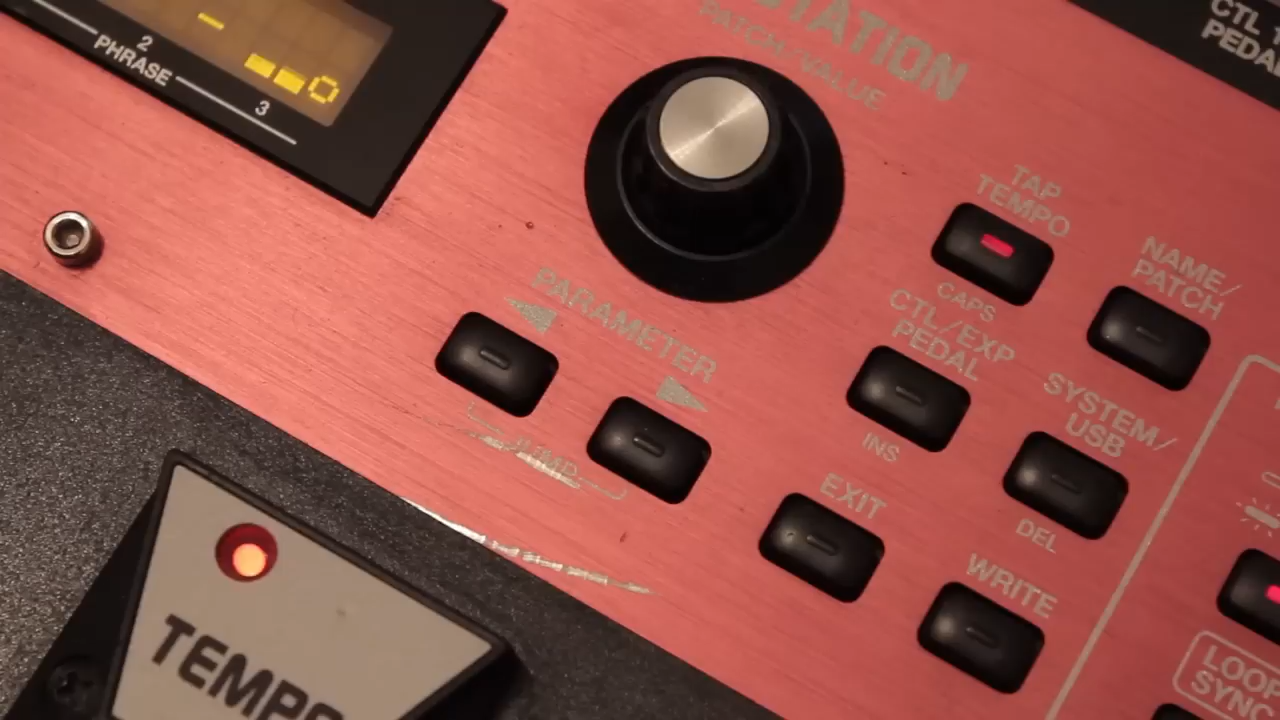 STATION
PATCH/VALUE
CTL 1
PEDAL
2
PHRASE
3
TAP
TEMPO
CAPS
NAME/
PATCH
PARAMETER
CTL/EXP
PEDAL
INS
SYSTEM/
USB
DEL
JUMP
EXIT
WRITE
TEMPO
LOOP
SYNC